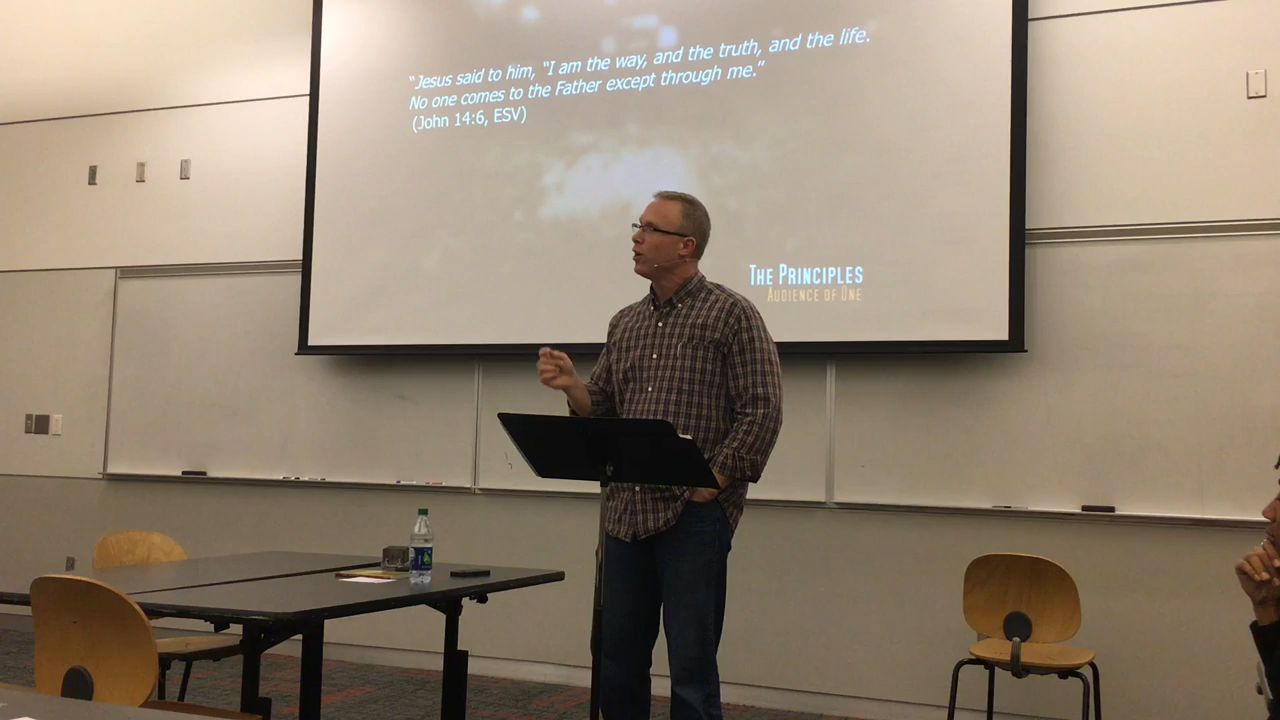 “Jesus said to him, “I am the way, and the truth, and the life.
No one comes to the Father except through me.”
(John 14:6, ESV)
The Principles
Audience of One